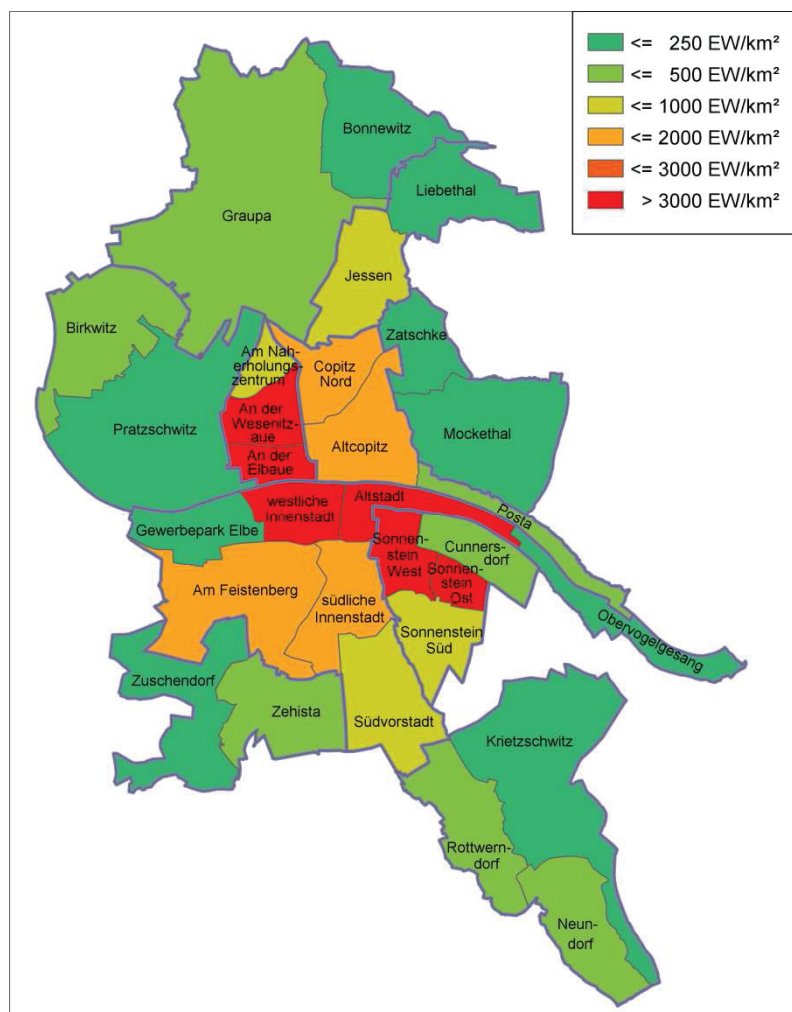 <= 250 EW/km²
<= 500 EW/km²
<= 1000 EW/km²
<= 2000 EW/km²
<= 3000 EW/km²
> 3000 EW/km²
Bonnewitz
Liebethal
Graupa
Jessen
Birkwitz
Zatschke
Am Nah-
erholungs-
zentrum
Copitz
Nord
Pratzschwitz
An der
Wesenitz-
aue
An der
Elbaue
Altcopitz
Mockethal
westliche
Innenstadt
Altstadt
Posta
Gewerbepark Elbe
Sonnen-
stein
West
Cunners-
dorf
Sonnen-
stein
Ost
Am Feistenberg
südliche
Innenstadt
Sonnenstein
Süd
Obervogelgesang
Zuschendorf
Zehista
Südvorstadt
Krietzschwitz
Rottwern-
dorf
Neun-
dorf